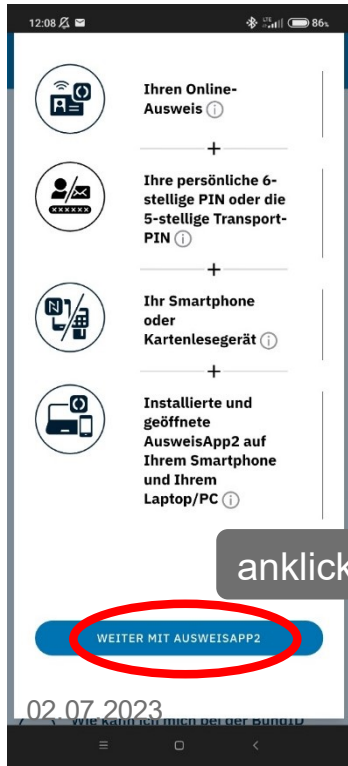 12:08
86%
Ihren Online-
Ausweis
Ihre persönliche 6-
stellige PIN oder die
5-stellige Transport-
PIN
Ihr Smartphone
oder
Kartenlesegerät
Installierte und
geöffnete
AusweisApp2 auf
Ihrem Smartphone
und Ihrem
Laptop/PC
anklick
WEITER MIT AUSWEISAPP2
02.07.2023
Wie kann ich mich bei der BundID